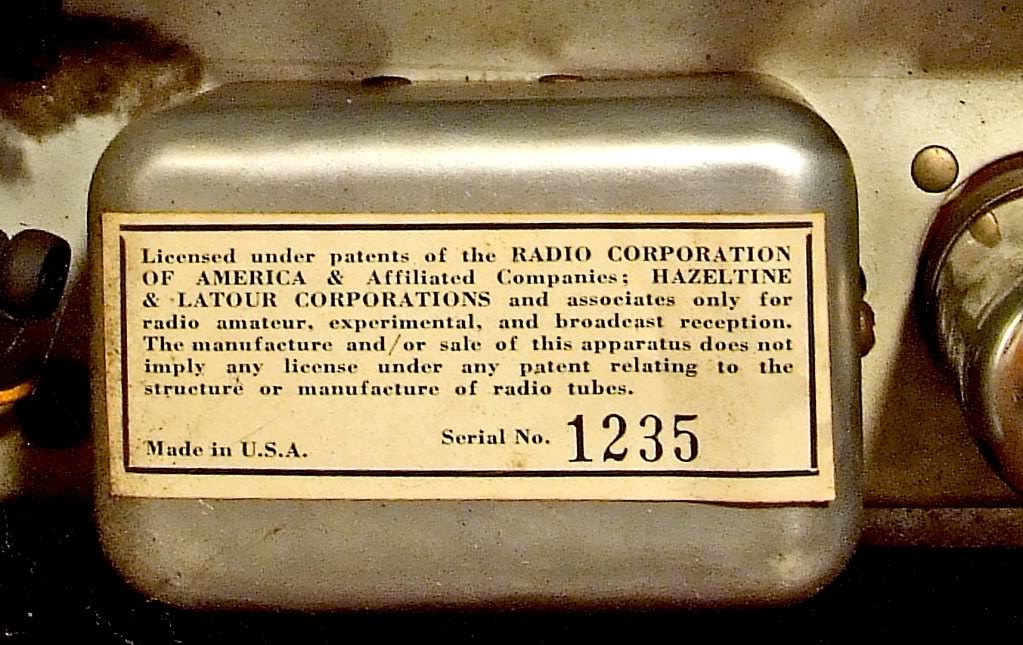 Licensed under patents of the RADIO CORPORATION
OF AMERICA & Affiliated Companies; HAZELTINE
& LATOUR CORPORATIONS and associates only for
radio amateur, experimental, and broadcast reception.
The manufacture and/or sale of this apparatus does not
imply any license under any patent relating to the
structure or manufacture of radio tubes.
Made in U.S.A. Serial No. 1235